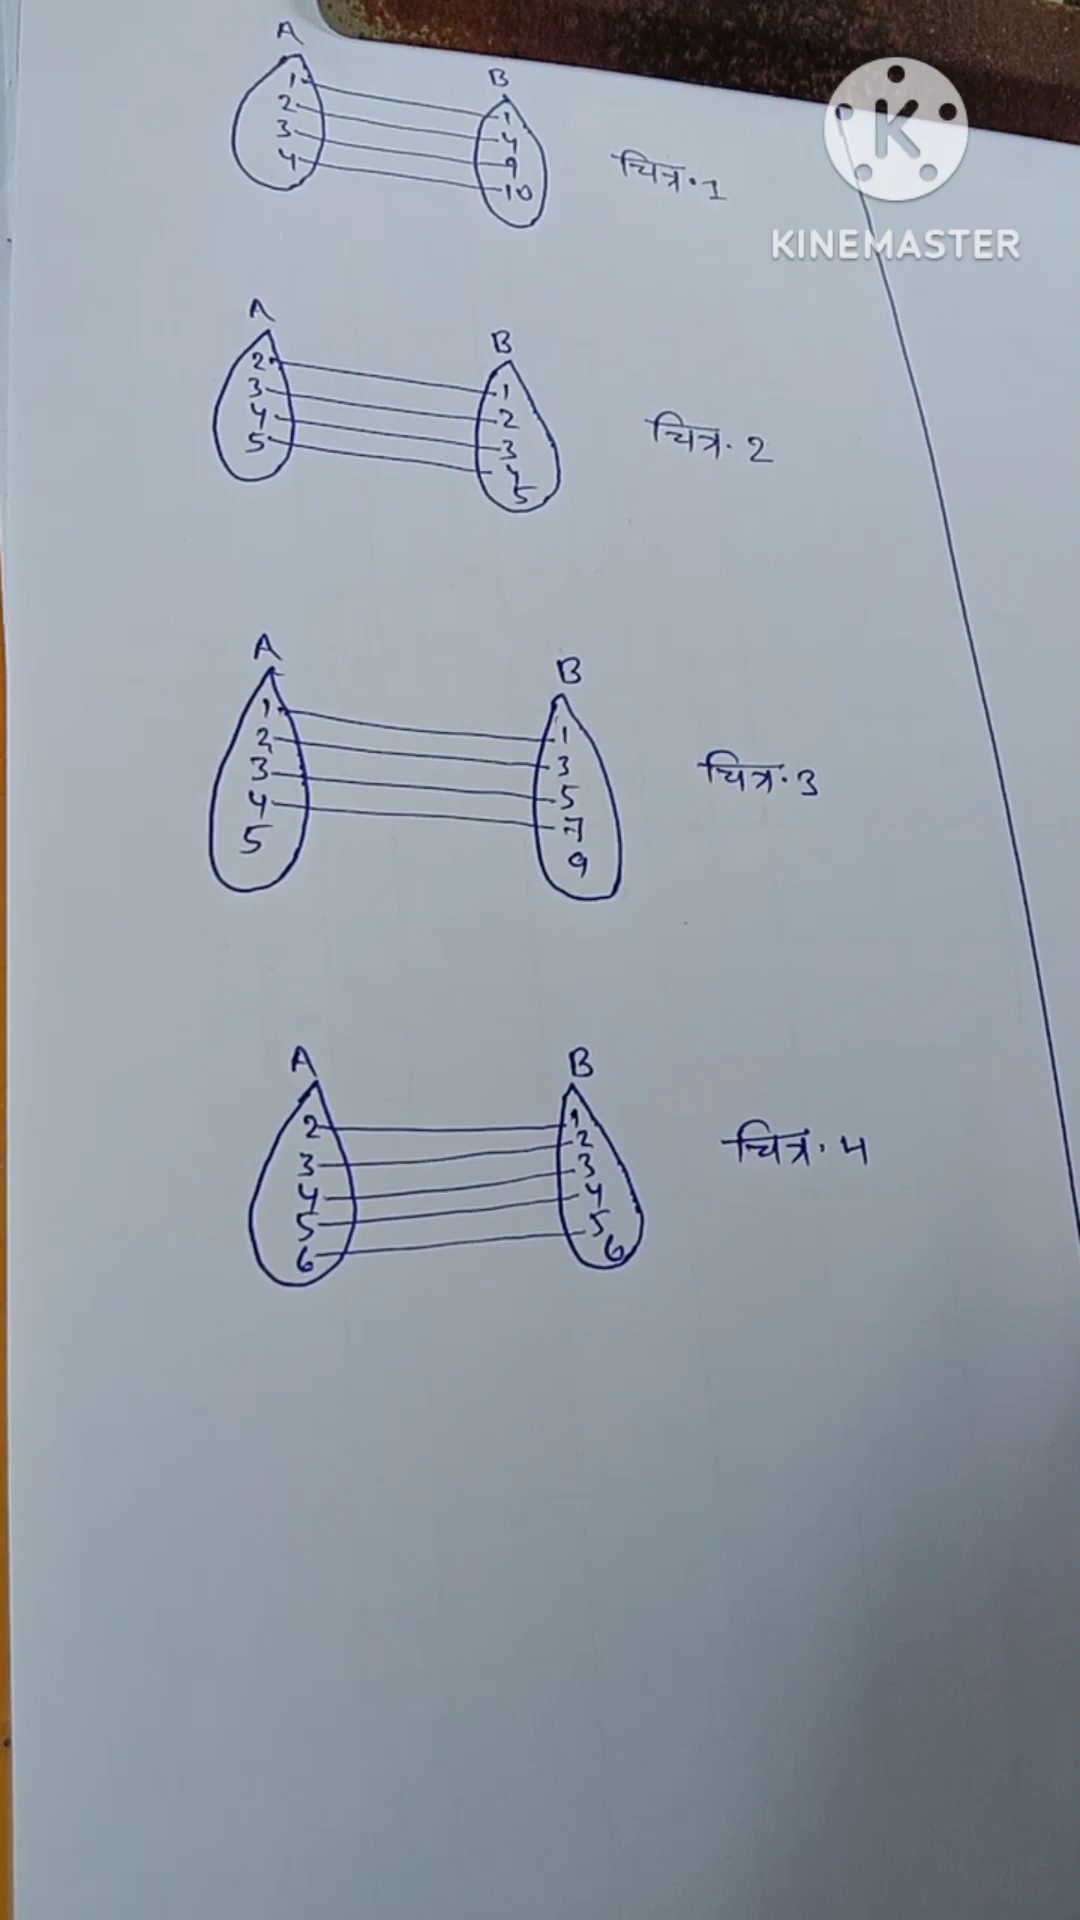 A
B
1 1
2 4
3 9
4 10
चित्र.1
K
KINEMASTER
A
B
2 1
3 2
4 3
5 4
5
चित्र. 2
A
B
1 1
2 3
3 5
4 7
5 9
चित्र.3
A B
2 1
3 2
4 3
5 4
6 5
6
चित्र. 4